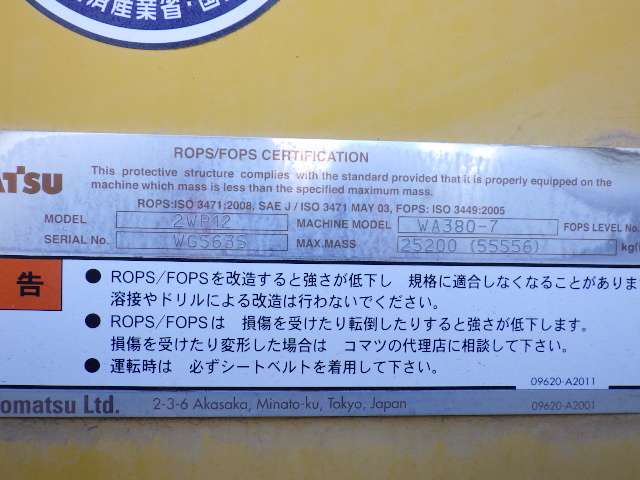 済産業省・国
ROPS/FOPS CERTIFICATION
ATSU
This protective structure complies with the standard provided that it is properly equipped on the
machine which mass is less than the specified maximum mass.
ROPS:ISO 3471:2008, SAE J / ISO 3471 MAY 03, FOPS: ISO 3449:2005
MODEL 2WP12 MACHINE MODEL WA380-7 FOPS LEVEL No.
SERIAL No. WGS63S MAX.MASS 25200 (55556) kg(
告
● ROPS/FOPSを改造すると強さが低下し 規格に適合しなくなることがありま
溶接やドリルによる改造は行わないでください。
● ROPS/FOPSは 損傷を受けたり転倒したりすると強さが低下します。
損傷を受けたり変形した場合は コマツの代理店に相談して下さい。
● 運転時は 必ずシートベルトを着用して下さい。
09620-A2011
omatsu Ltd. 2-3-6 Akasaka, Minato-ku, Tokyo, Japan 09620-A2001